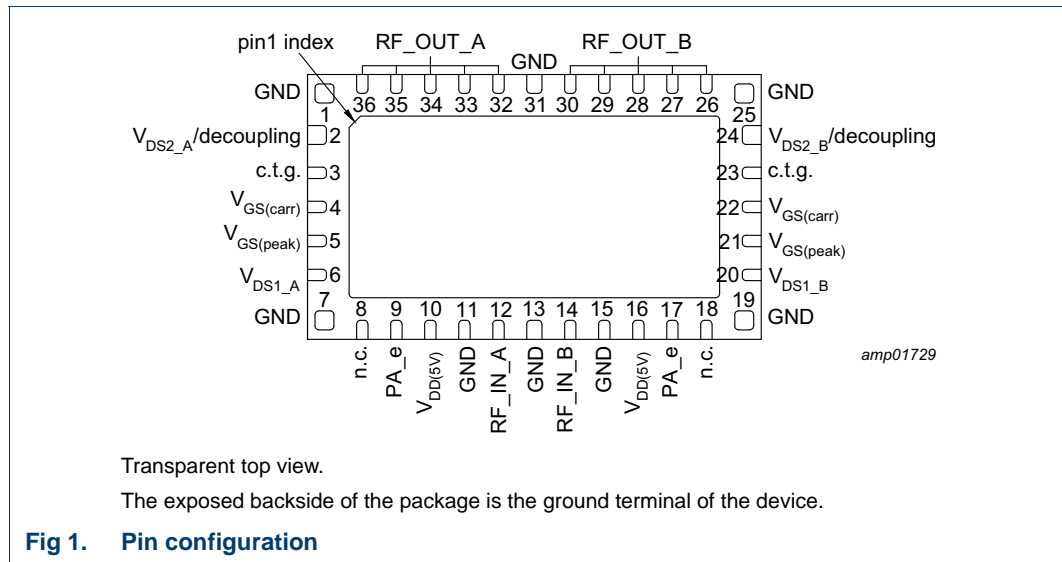 pin1 index RF_OUT_A RF_OUT_B
GND
GND 36 35 34 33 32 31 30 29 28 27 26 GND
1 25
V_DS2_A/decoupling 2 24 V_DS2_B/decoupling
c.t.g. 3 23 c.t.g.
V_GS(carr) 4 22 V_GS(carr)
V_GS(peak) 5 21 V_GS(peak)
V_DS1_A 6 20 V_DS1_B
7 8 9 10 11 12 13 14 15 16 17 18 19
GND GND
n.c. PA_e V_DD(5V) GND RF_IN_A GND RF_IN_B GND V_DD(5V) PA_e n.c.
amp01729
Transparent top view.
The exposed backside of the package is the ground terminal of the device.
Fig 1. Pin configuration